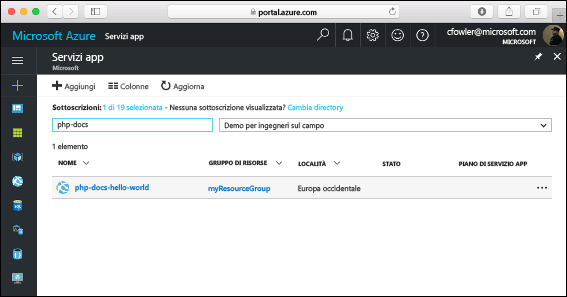 portal.azure.com
Microsoft Azure Servizi app
cfowler@microsoft.com
MICROSOFT
Servizi app
Microsoft
Aggiungi Colonne Aggiorna
Sottoscrizioni: 1 di 19 selezionata - Nessuna sottoscrizione visualizzata? Cambia directory
php-docs Demo per ingegneri sul campo
1 elemento
NOME GRUPPO DI RISORSE LOCALITÀ STATO PIANO DI SERVIZIO APP
php-docs-hello-world myResourceGroup Europa occidentale